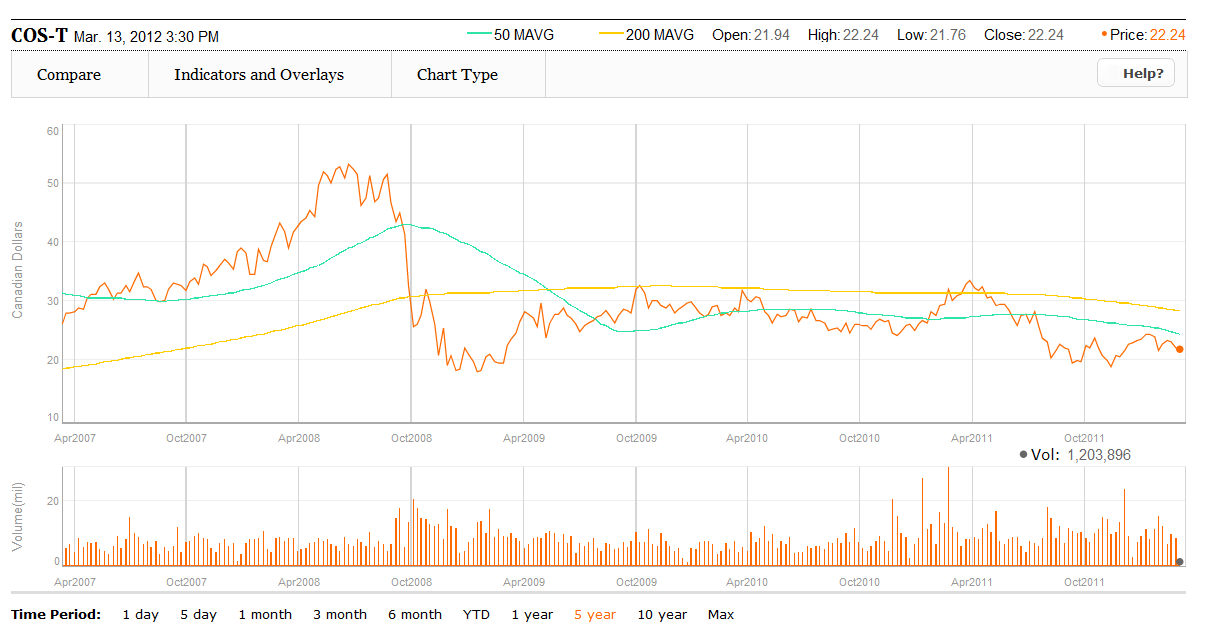 COS-T Mar. 13, 2012 3:30 PM 50 MAVG 200 MAVG Open: 21.94 High: 22.24 Low: 21.76 Close: 22.24 Price: 22.24
Compare Indicators and Overlays Chart Type Help?
60
50
40
30
20
10
Canadian Dollars
Apr2007 Oct2007 Apr2008 Oct2008 Apr2009 Oct2009 Apr2010 Oct2010 Apr2011 Oct2011
Vol: 1,203,896
20
0
Volume(mil)
Apr2007 Oct2007 Apr2008 Oct2008 Apr2009 Oct2009 Apr2010 Oct2010 Apr2011 Oct2011
Time Period: 1 day 5 day 1 month 3 month 6 month YTD 1 year 5 year 10 year Max